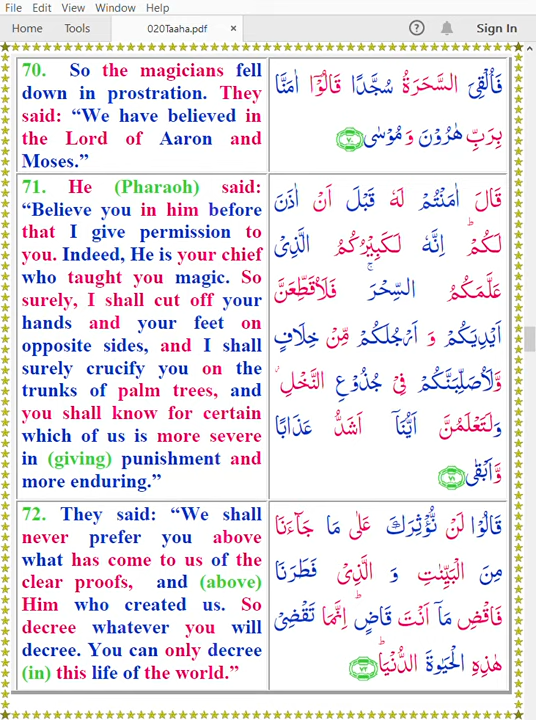 File Edit View Window Help
Home Tools 020Taaha.pdf × ? Sign In
70. So the magicians fell
down in prostration. They
said: “We have believed in
the Lord of Aaron and
Moses.”
فَاُلْقِيَ السَّحَرَةُ سُجَّدًا قَالُوْٓا اٰمَنَّا
بِرَبِّ هٰرُوْنَ وَ مُوْسٰى ﴿۷۰﴾
71. He (Pharaoh) said:
“Believe you in him before
that I give permission to
you. Indeed, He is your chief
who taught you magic. So
surely, I shall cut off your
hands and your feet on
opposite sides, and I shall
surely crucify you on the
trunks of palm trees, and
you shall know for certain
which of us is more severe
in (giving) punishment and
more enduring.”
قَالَ اٰمَنْتُمْ لَهٗ قَبْلَ اَنْ اٰذَنَ
لَكُمْ ؕ اِنَّهٗ لَكَبِيْرُكُمُ الَّذِيْ
عَلَّمَكُمُ السِّحْرَ ۚ فَلَاُقَطِّعَنَّ
اَيْدِيَكُمْ وَ اَرْجُلَكُمْ مِّنْ خِلَافٍ
وَّلَاُصَلِّبَنَّكُمْ فِيْ جُذُوْعِ النَّخْلِ ۫
وَلَتَعْلَمُنَّ اَيُّنَاۤ اَشَدُّ عَذَابًا
وَّاَبْقٰى ﴿۷۱﴾
72. They said: “We shall
never prefer you above
what has come to us of the
clear proofs, and (above)
Him who created us. So
decree whatever you will
decree. You can only decree
(in) this life of the world.”
قَالُوْا لَنْ نُّؤْثِرَكَ عَلٰى مَا جَآءَنَا
مِنَ الْبَيِّنٰتِ وَ الَّذِيْ فَطَرَنَا
فَاقْضِ مَاۤ اَنْتَ قَاضٍ ؕ اِنَّمَا تَقْضِيْ
هٰذِهِ الْحَيٰوةَ الدُّنْيَا ؕ ﴿۷۲﴾